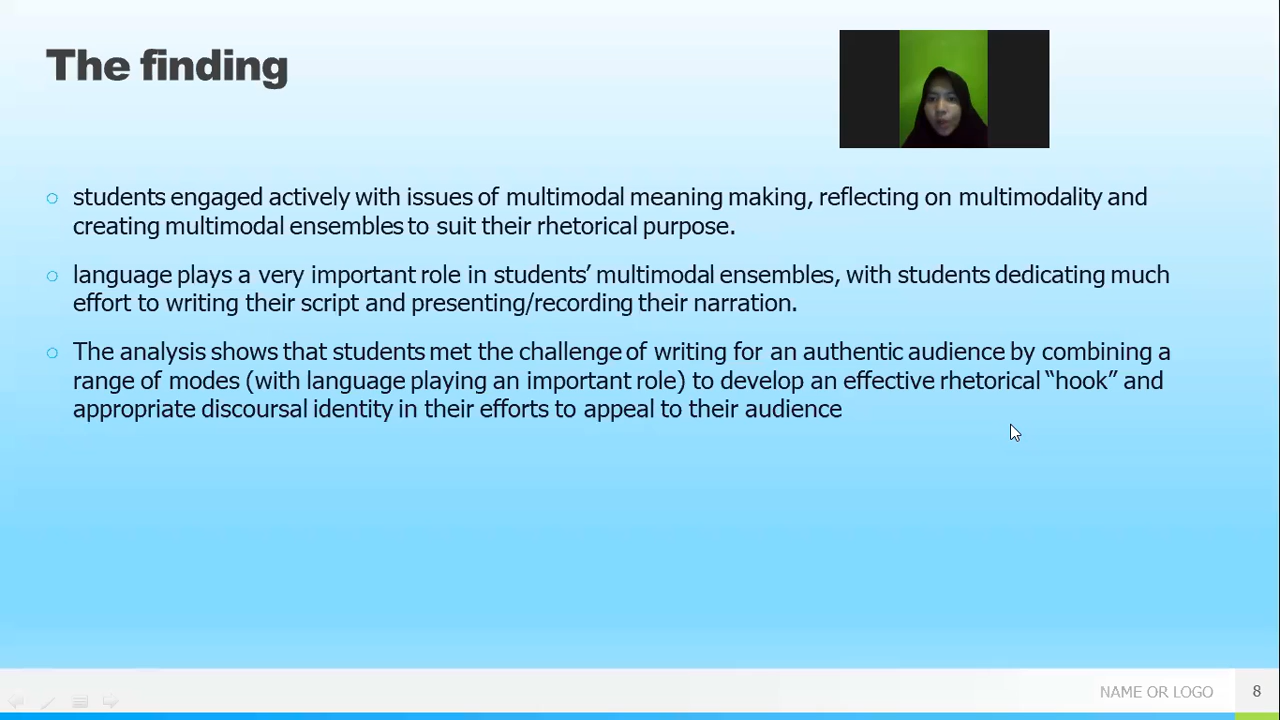 The finding
students engaged actively with issues of multimodal meaning making, reflecting on multimodality and
creating multimodal ensembles to suit their rhetorical purpose.
language plays a very important role in students’ multimodal ensembles, with students dedicating much
effort to writing their script and presenting/recording their narration.
The analysis shows that students met the challenge of writing for an authentic audience by combining a
range of modes (with language playing an important role) to develop an effective rhetorical “hook” and
appropriate discoursal identity in their efforts to appeal to their audience
NAME OR LOGO
8